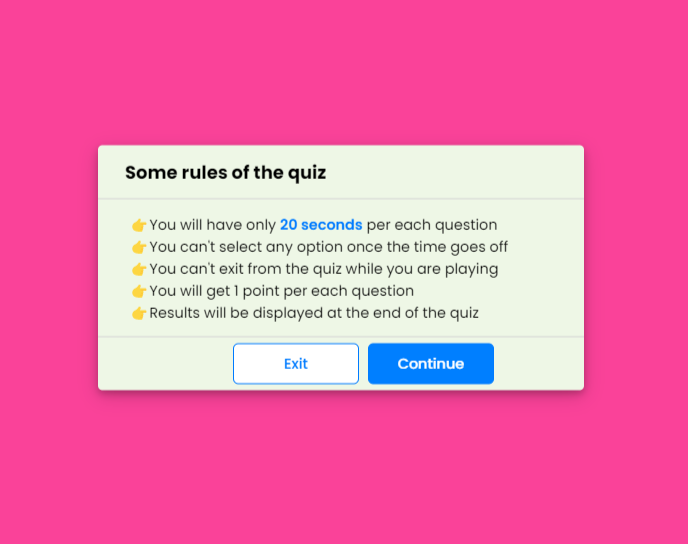 Some rules of the quiz
👉You will have only 20 seconds per each question
👉You can't select any option once the time goes off
👉You can't exit from the quiz while you are playing
👉You will get 1 point per each question
👉Results will be displayed at the end of the quiz
Exit
Continue